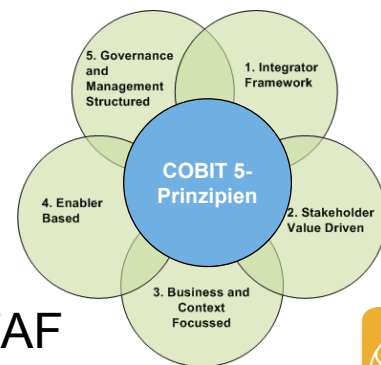 5. Governance
and
Management
Structured
1. Integrator
Framework
COBIT 5-
Prinzipien
4. Enabler
Based
2. Stakeholder
Value Driven
3. Business and
Context
Focussed
AF